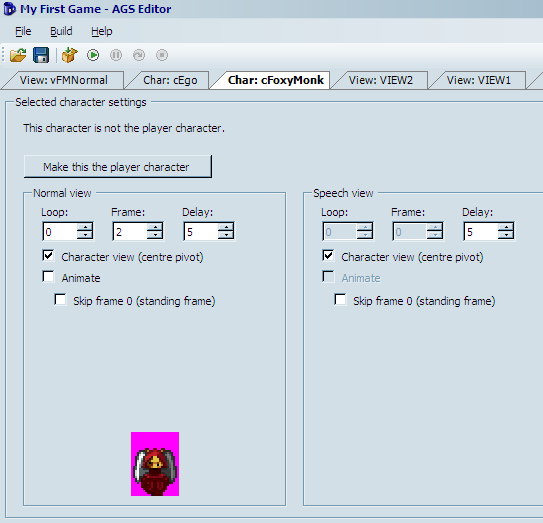 My First Game - AGS Editor
File Build Help
View: vFMNormal Char: cEgo Char: cFoxyMonk View: VIEW2 View: VIEW1
Selected character settings
This character is not the player character.
Make this the player character
Normal view Speech view
Loop: Frame: Delay: Loop: Frame: Delay:
0 2 5 0 0 5
Character view (centre pivot) Character view (centre pivot)
Animate Animate
Skip frame 0 (standing frame) Skip frame 0 (standing frame)